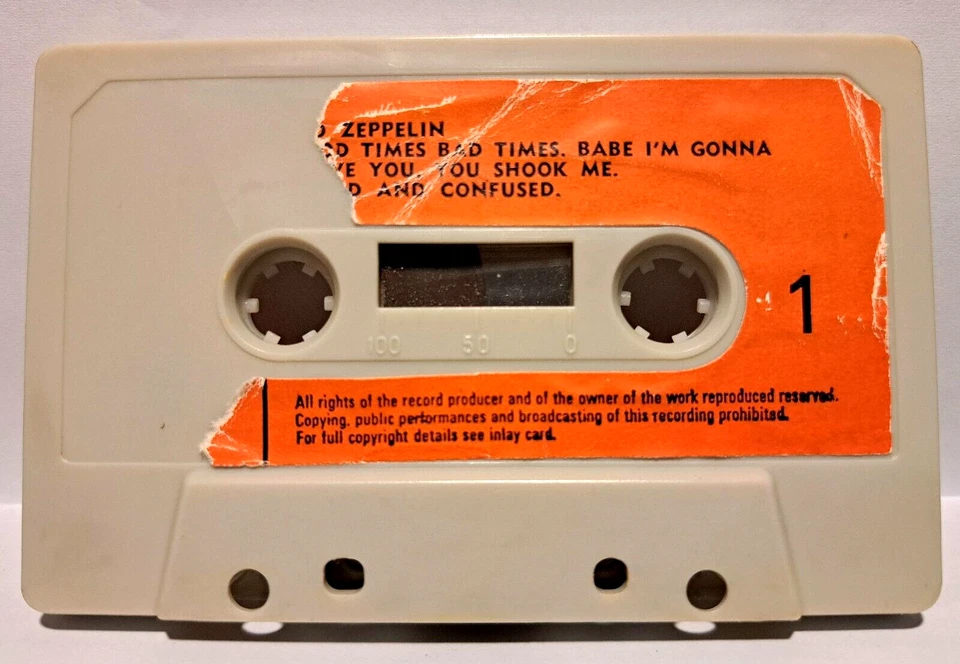 D ZEPPELIN
OD TIMES BAD TIMES. BABE I'M GONNA
VE YOU. YOU SHOOK ME.
D AND CONFUSED.
1
100 50 0
All rights of the record producer and of the owner of the work reproduced reserved.
Copying, public performances and broadcasting of this recording prohibited.
For full copyright details see inlay card.